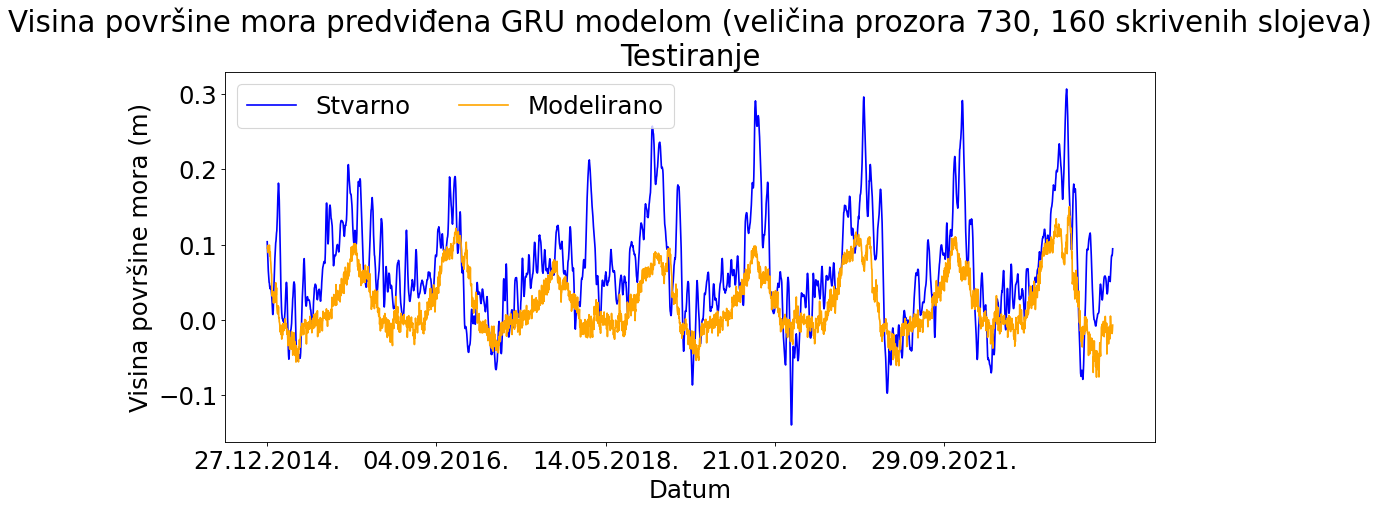 Visina površine mora predviđena GRU modelom (veličina prozora 730, 160 skrivenih slojeva)
Testiranje
Stvarno
Modelirano
Visina površine mora (m)
0.3
0.2
0.1
0.0
−0.1
27.12.2014.
04.09.2016.
14.05.2018.
21.01.2020.
29.09.2021.
Datum